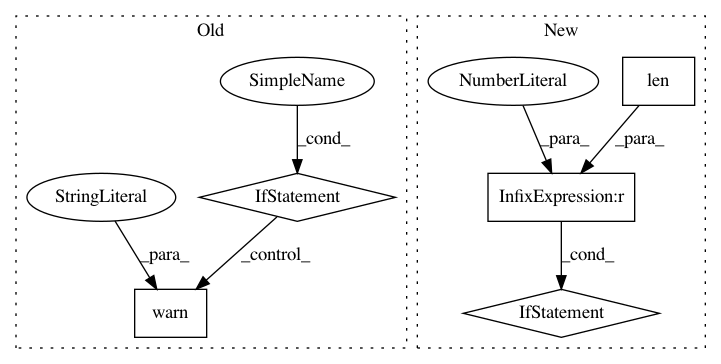 Old
New
SimpleName
NumberLiteral
len
_cond_
_para_
_para_
StringLiteral
IfStatement
InfixExpression:r
_para_
_control_
_cond_
warn
IfStatement